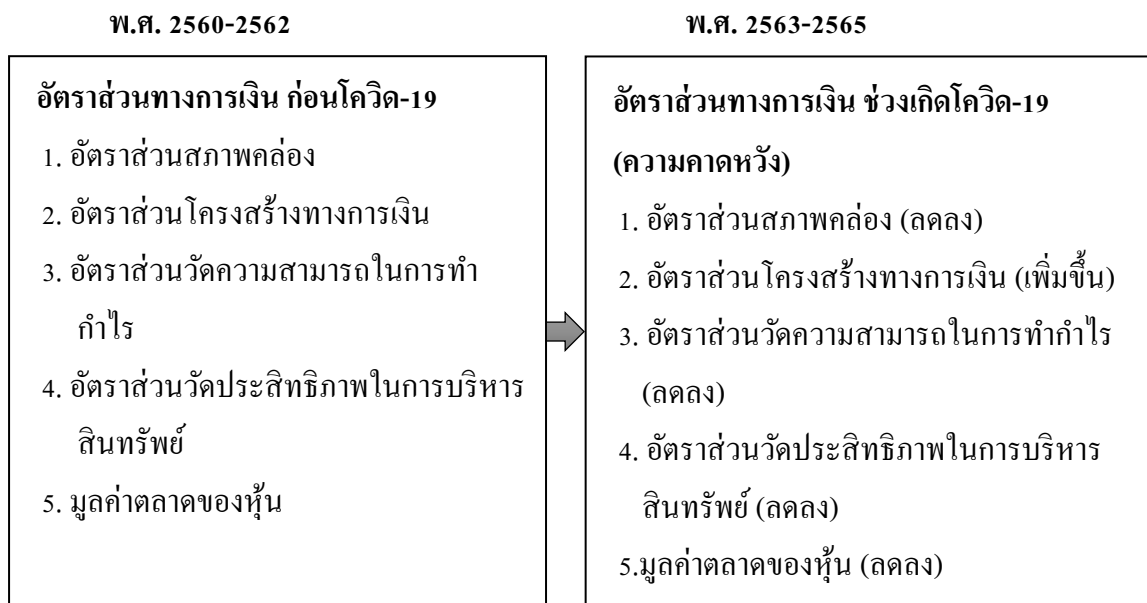 พ.ศ. 2560-2562
อัตราส่วนทางการเงิน ก่อนโควิด-19
1. อัตราส่วนสภาพคล่อง
2. อัตราส่วนโครงสร้างทางการเงิน
3. อัตราส่วนวัดความสามารถในการทำ
กำไร
4. อัตราส่วนวัดประสิทธิภาพในการบริหาร
สินทรัพย์
5. มูลค่าตลาดของหุ้น
พ.ศ. 2563-2565
อัตราส่วนทางการเงิน ช่วงเกิดโควิด-19
(ความคาดหวัง)
1. อัตราส่วนสภาพคล่อง (ลดลง)
2. อัตราส่วนโครงสร้างทางการเงิน (เพิ่มขึ้น)
3. อัตราส่วนวัดความสามารถในการทำกำไร
(ลดลง)
4. อัตราส่วนวัดประสิทธิภาพในการบริหาร
สินทรัพย์ (ลดลง)
5.มูลค่าตลาดของหุ้น (ลดลง)